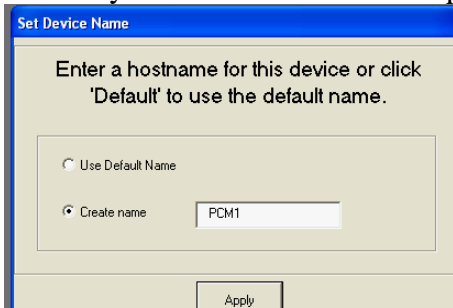 Set Device Name
Enter a hostname for this device or click
'Default' to use the default name.
Use Default Name
Create name PCM1
Apply